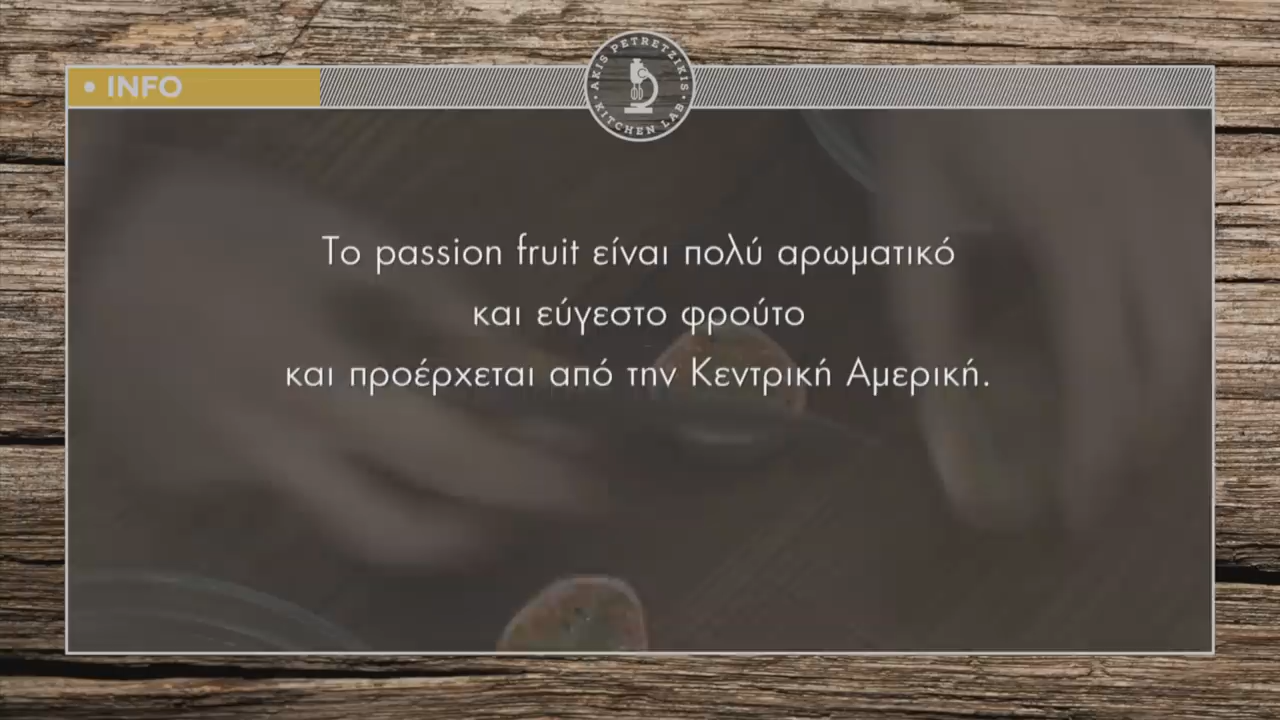 • INFO
AKIS PETRETZIKIS
• KITCHEN LAB •
Το passion fruit είναι πολύ αρωματικό
και εύγεστο φρούτο
και προέρχεται από την Κεντρική Αμερική.